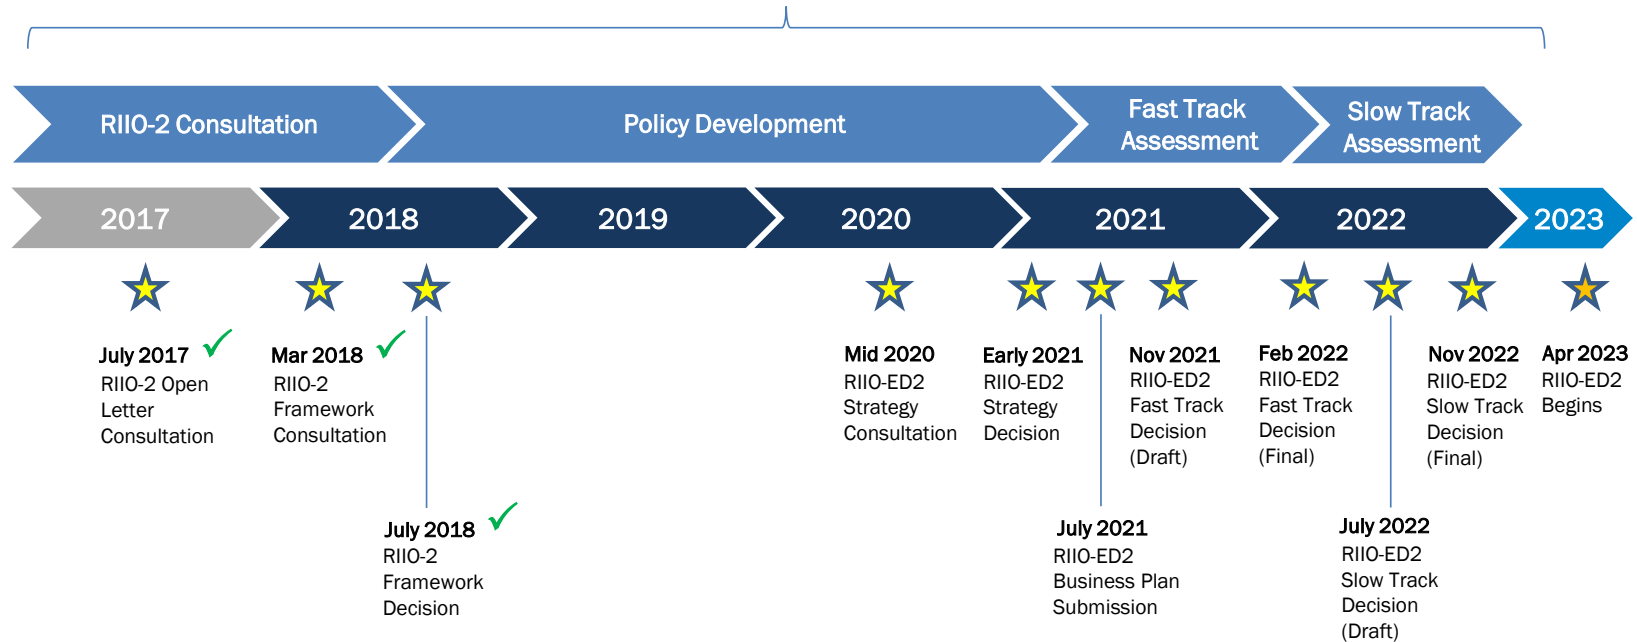 RIIO-2 Consultation
Policy Development
Fast Track
Assessment
Slow Track
Assessment
2017
2018
2019
2020
2021
2022
2023
July 2017
RIIO-2 Open
Letter
Consultation
Mar 2018
RIIO-2
Framework
Consultation
July 2018
RIIO-2
Framework
Decision
Mid 2020
RIIO-ED2
Strategy
Consultation
Early 2021
RIIO-ED2
Strategy
Decision
July 2021
RIIO-ED2
Business Plan
Submission
Nov 2021
RIIO-ED2
Fast Track
Decision
(Draft)
Feb 2022
RIIO-ED2
Fast Track
Decision
(Final)
July 2022
RIIO-ED2
Slow Track
Decision
(Draft)
Nov 2022
RIIO-ED2
Slow Track
Decision
(Final)
Apr 2023
RIIO-ED2
Begins